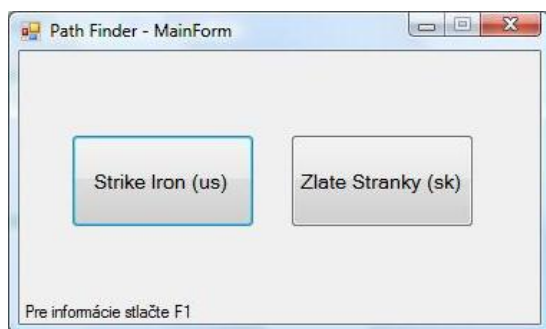 Path Finder - MainForm
Strike Iron (us)
Zlate Stranky (sk)
Pre informácie stlačte F1